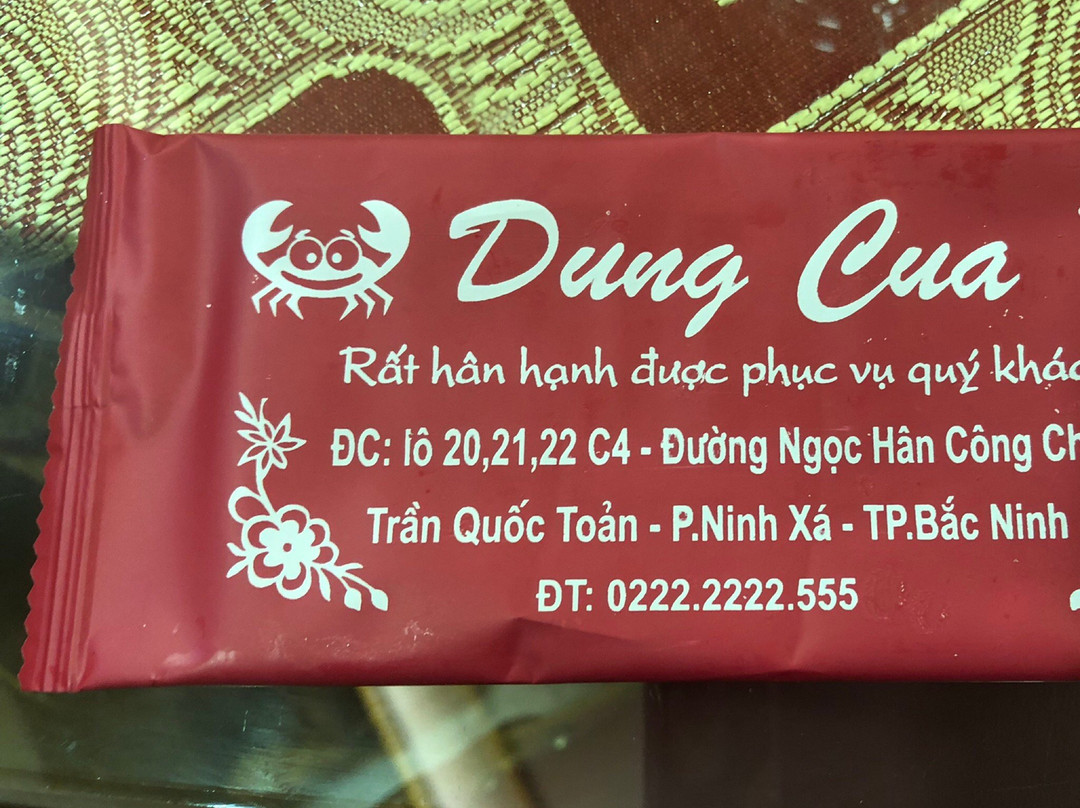 Dung Cua
Rất hân hạnh được phục vụ quý khác
ĐC: lô 20,21,22 C4 - Đường Ngọc Hân Công Ch
Trần Quốc Toản - P.Ninh Xá - TP.Bắc Ninh
ĐT: 0222.2222.555